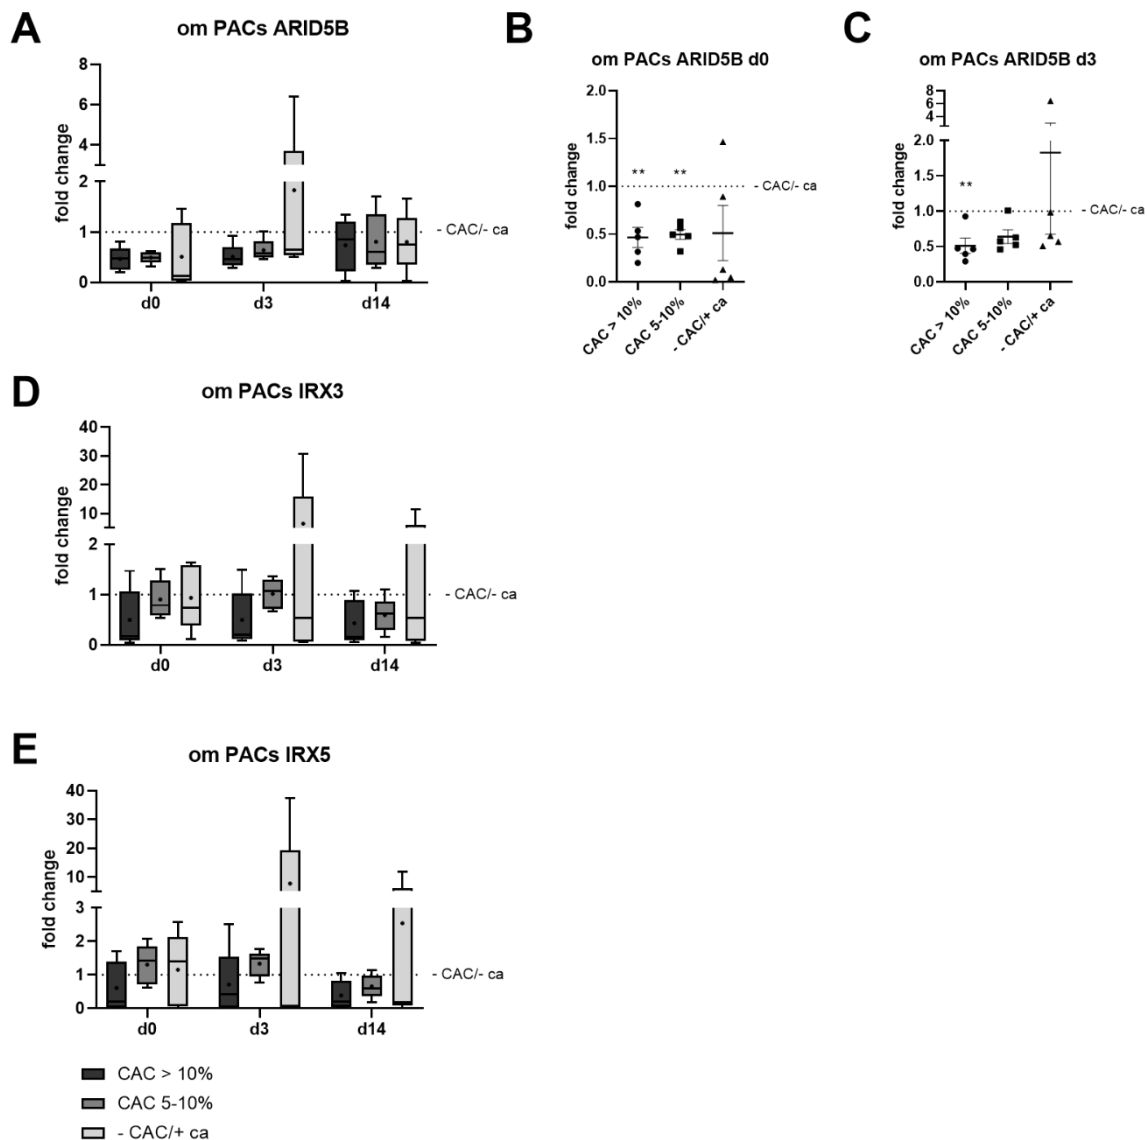 A
om PACs ARID5B
fold change
8
6
4
2
1
0
- CAC/- ca
d0
d3
d14
B
om PACs ARID5B d0
fold change
2.0
1.5
1.0
0.5
0.0
**
**
- CAC/- ca
CAC > 10%
CAC 5-10%
- CAC/+ ca
C
om PACs ARID5B d3
fold change
8
6
4
2.0
1.5
1.0
0.5
0.0
**
- CAC/- ca
CAC > 10%
CAC 5-10%
- CAC/+ ca
D
om PACs IRX3
fold change
40
30
20
10
2
1
0
- CAC/- ca
d0
d3
d14
E
om PACs IRX5
fold change
40
30
20
10
3
2
1
0
- CAC/- ca
d0
d3
d14
CAC > 10%
CAC 5-10%
- CAC/+ ca